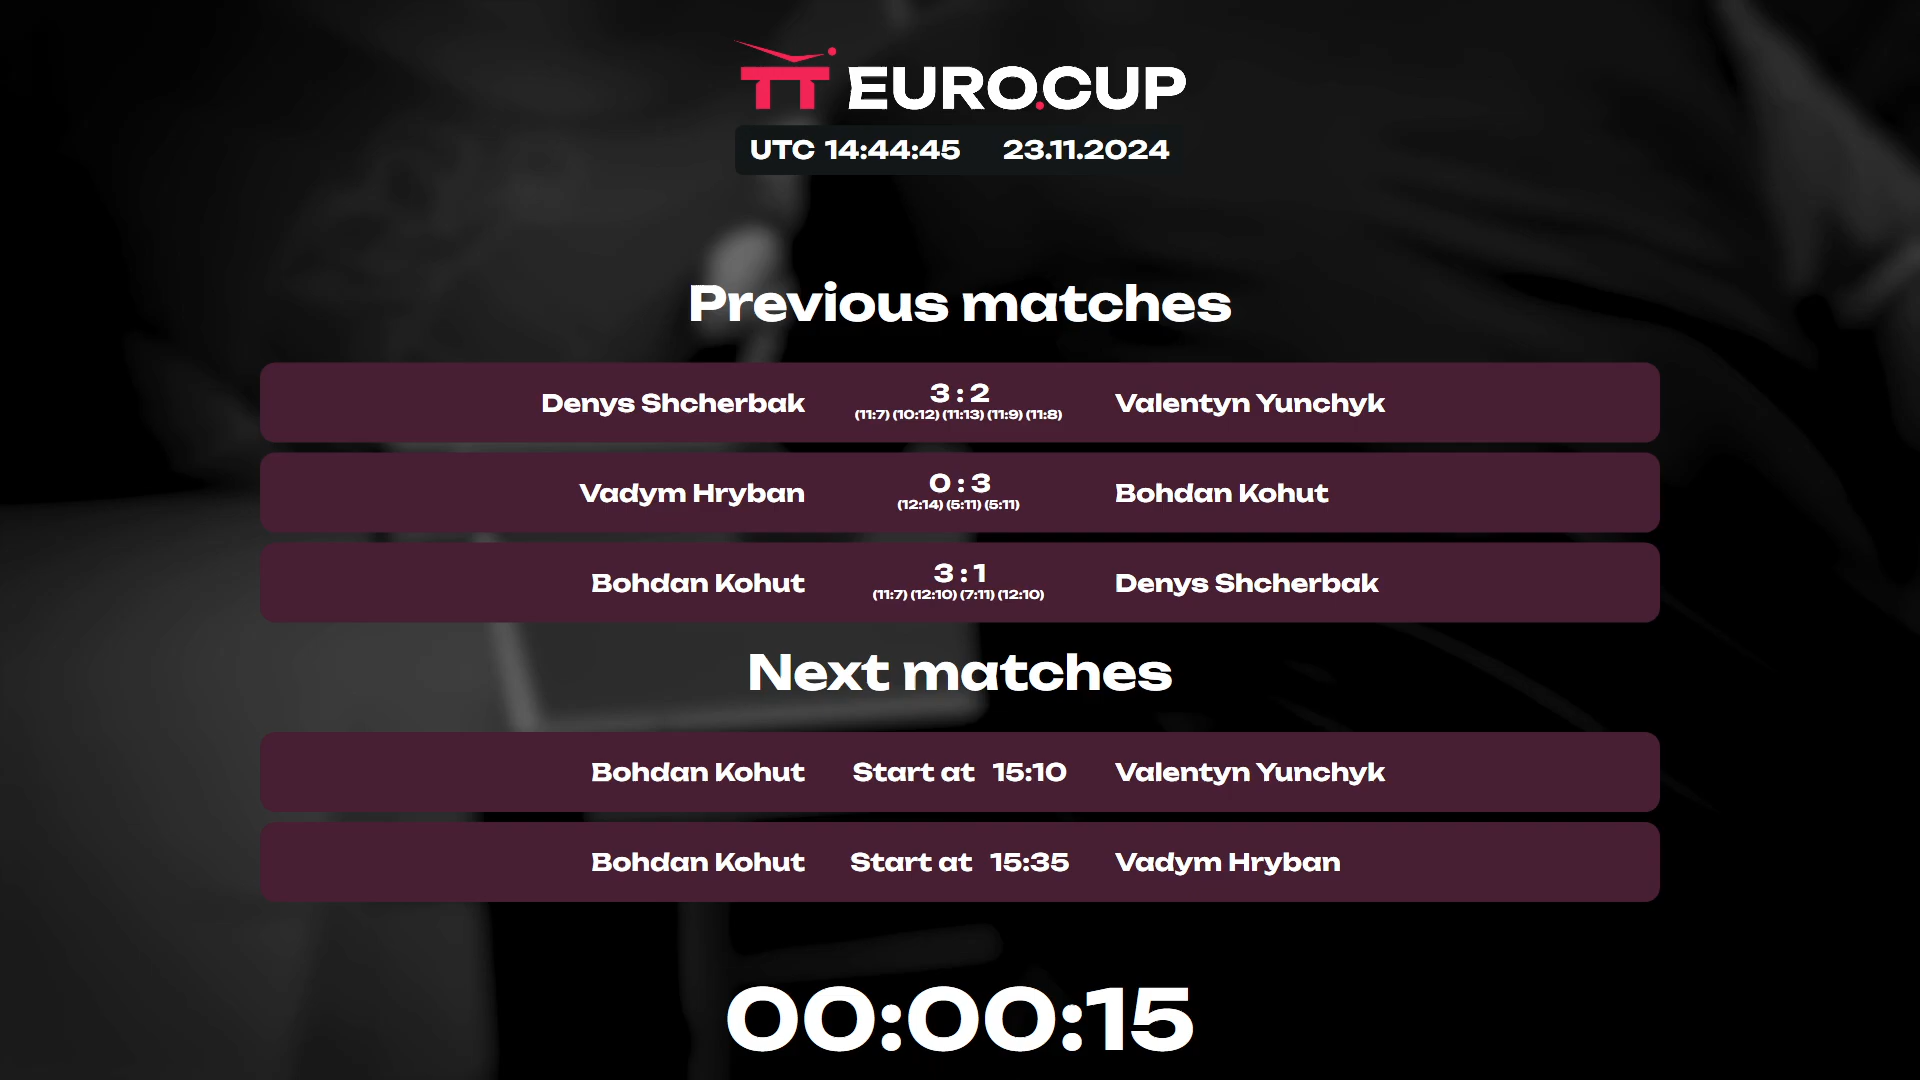 EURO.CUP
UTC 14:44:45 23.11.2024
Previous matches
Denys Shcherbak 3 : 2 Valentyn Yunchyk
(11:7) (10:12) (11:13) (11:9) (11:8)
Vadym Hryban 0 : 3 Bohdan Kohut
(12:14) (5:11) (5:11)
Bohdan Kohut 3 : 1 Denys Shcherbak
(11:7) (12:10) (7:11) (12:10)
Next matches
Bohdan Kohut Start at 15:10 Valentyn Yunchyk
Bohdan Kohut Start at 15:35 Vadym Hryban
00:00:15